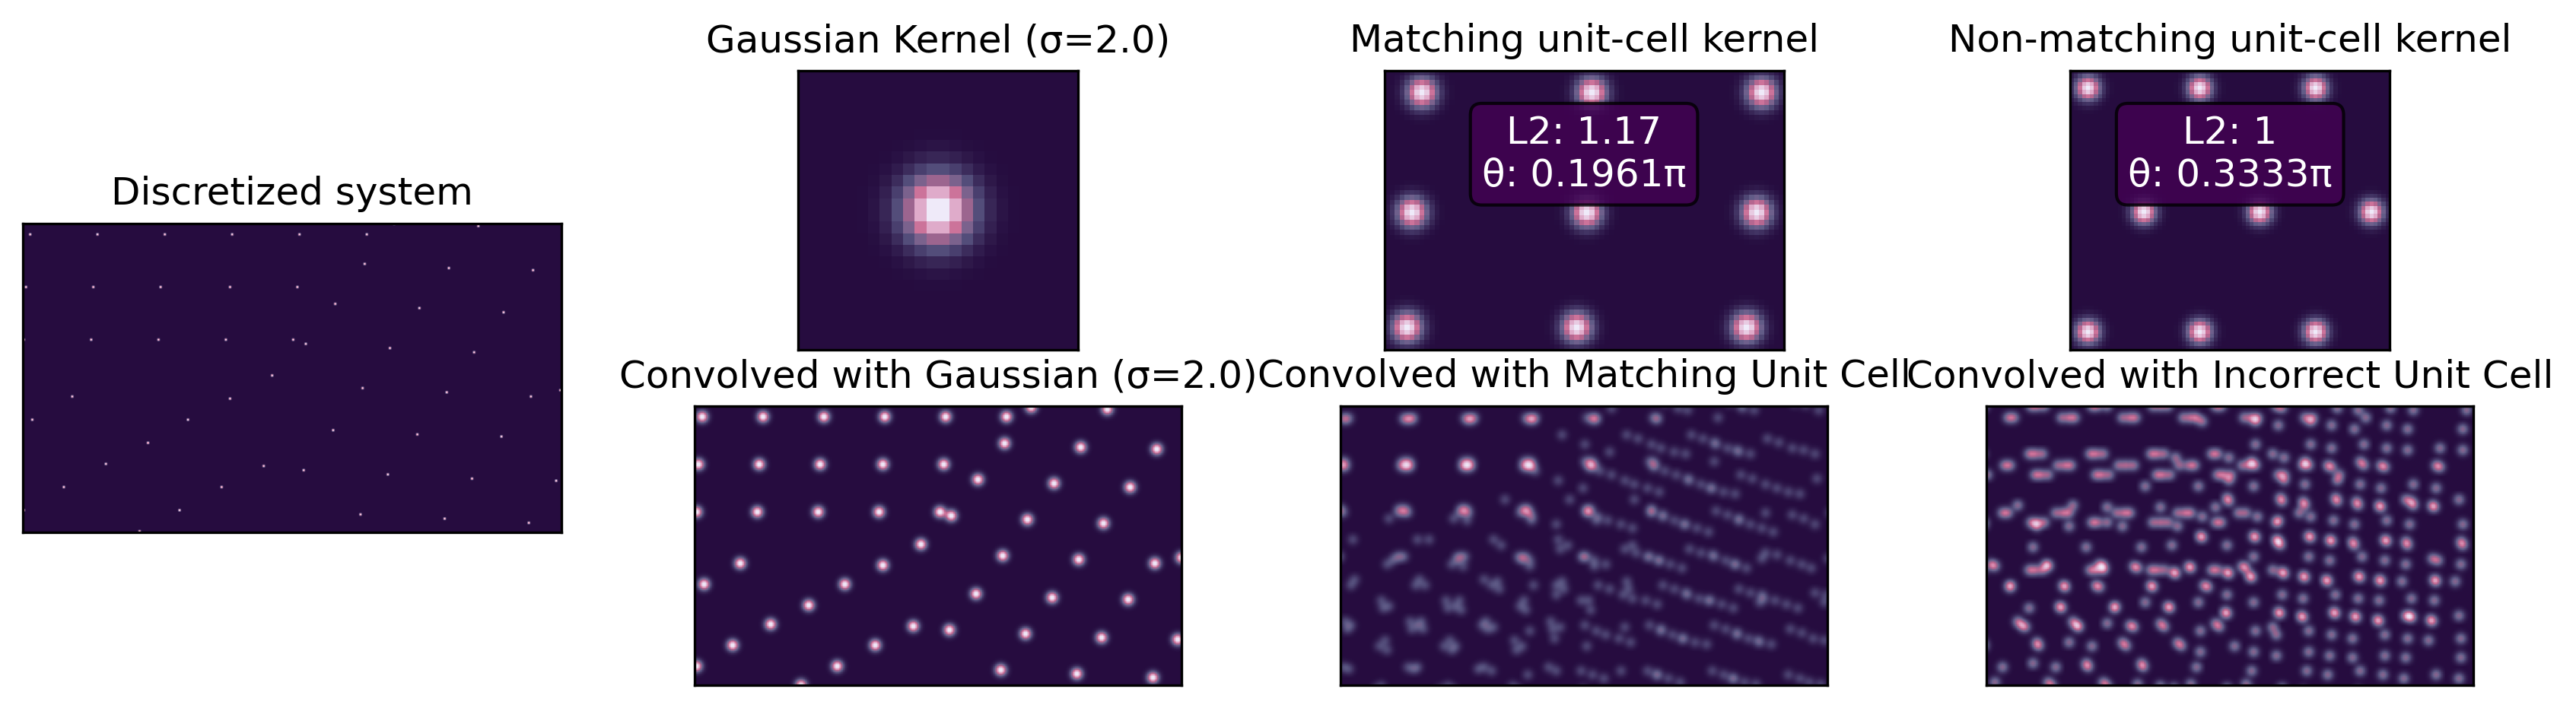 Discretized system
Gaussian Kernel (σ=2.0)
Matching unit-cell kernel
L2: 1.17
θ: 0.1961π
Non-matching unit-cell kernel
L2: 1
θ: 0.3333π
Convolved with Gaussian (σ=2.0)
Convolved with Matching Unit Cell
Convolved with Incorrect Unit Cell